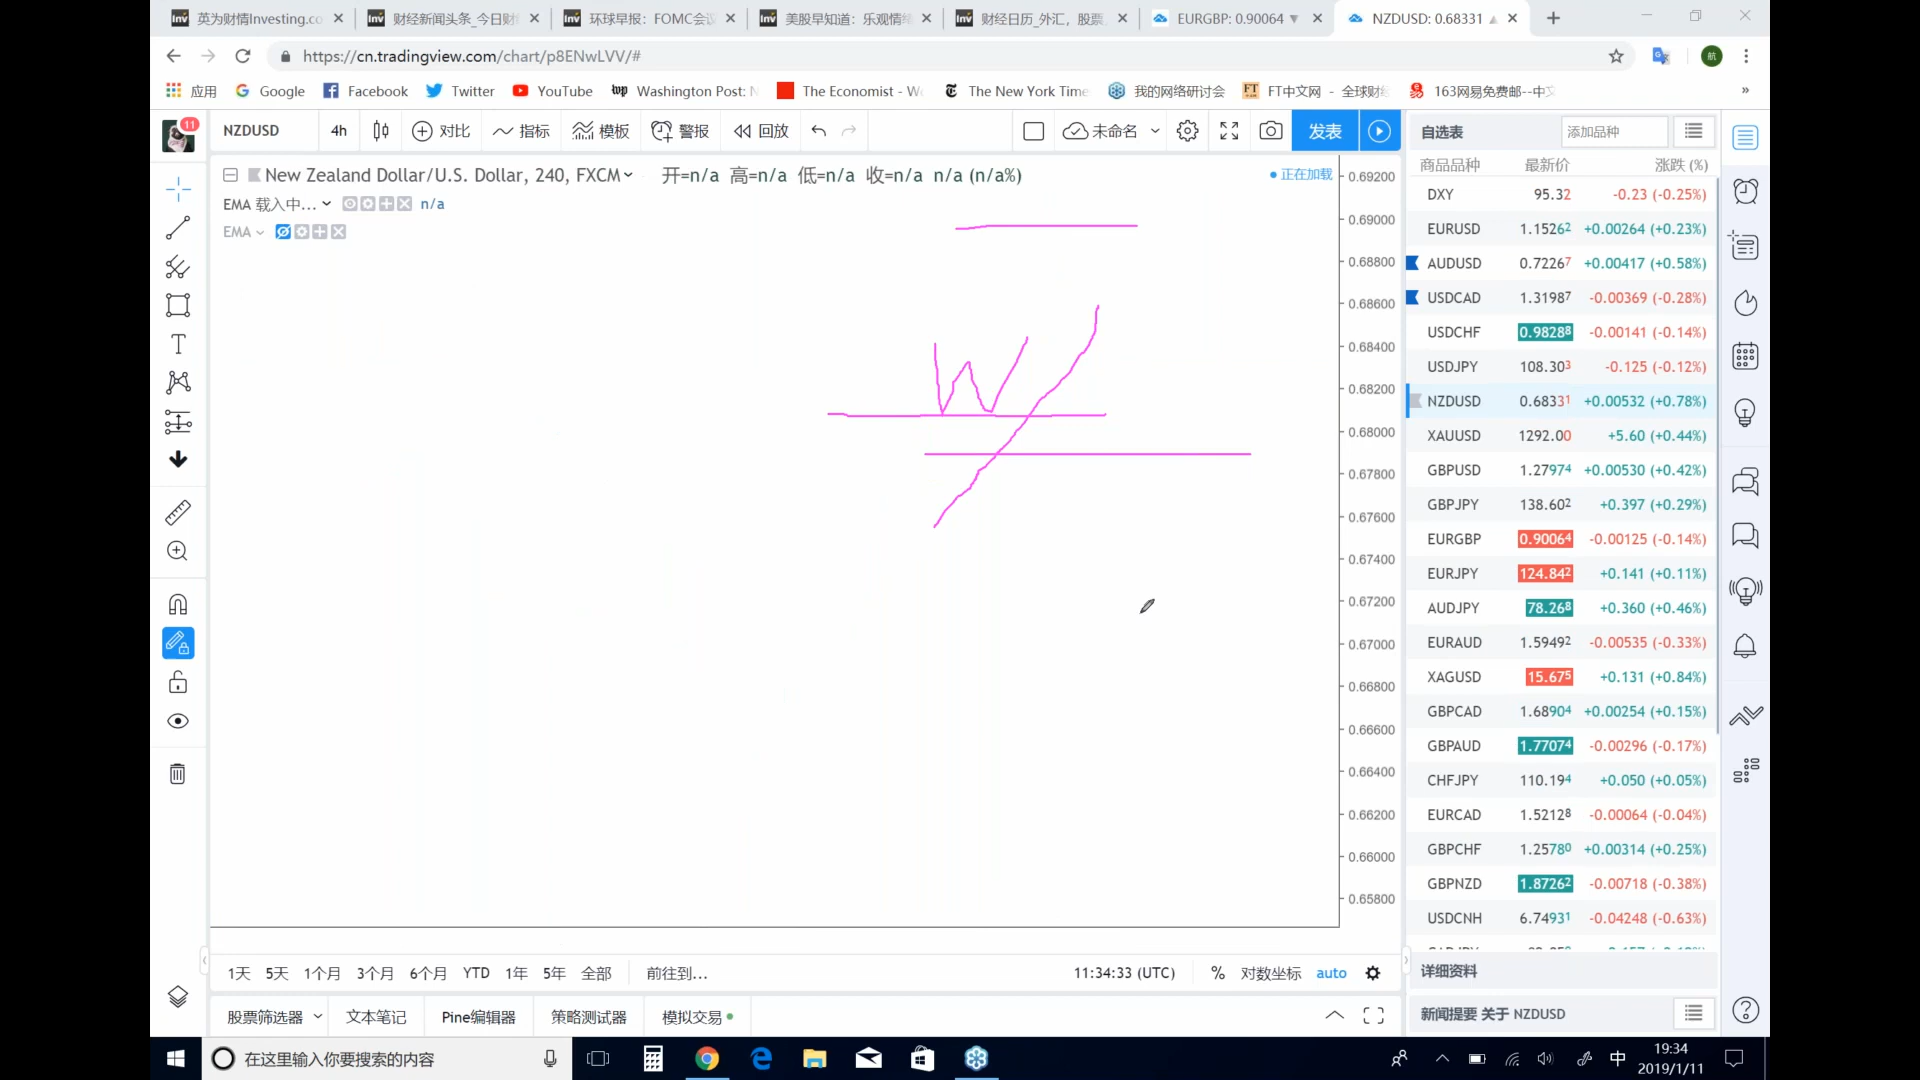 英为财情Investing.co
财经新闻头条_今日财
环球早报：FOMC会议
美股早知道：乐观情绪
财经日历_外汇，股票
EURGBP: 0.90064 ▼
NZDUSD: 0.68331 ▲
https://cn.tradingview.com/chart/p8ENwLVV/#
航
应用
Google
Facebook
Twitter
YouTube
Washington Post: N
The Economist - W
The New York Time
我的网络研讨会
FT中文网 - 全球财经
163网易免费邮--中文
»
11
NZDUSD
4h
对比
指标
模板
警报
回放
未命名
发表
New Zealand Dollar/U.S. Dollar, 240, FXCM
开=n/a 高=n/a 低=n/a 收=n/a n/a (n/a%)
正在加载
EMA 载入中... n/a
EMA
0.69200
0.69000
0.68800
0.68600
0.68400
0.68200
0.68000
0.67800
0.67600
0.67400
0.67200
0.67000
0.66800
0.66600
0.66400
0.66200
0.66000
0.65800
自选表
添加品种
商品品种 最新价 涨跌 (%)
DXY 95.32 -0.23 (-0.25%)
EURUSD 1.15262 +0.00264 (+0.23%)
AUDUSD 0.72267 +0.00417 (+0.58%)
USDCAD 1.31987 -0.00369 (-0.28%)
USDCHF 0.98288 -0.00141 (-0.14%)
USDJPY 108.303 -0.125 (-0.12%)
NZDUSD 0.68331 +0.00532 (+0.78%)
XAUUSD 1292.00 +5.60 (+0.44%)
GBPUSD 1.27974 +0.00530 (+0.42%)
GBPJPY 138.602 +0.397 (+0.29%)
EURGBP 0.90064 -0.00125 (-0.14%)
EURJPY 124.842 +0.141 (+0.11%)
AUDJPY 78.268 +0.360 (+0.46%)
EURAUD 1.59492 -0.00535 (-0.33%)
XAGUSD 15.675 +0.131 (+0.84%)
GBPCAD 1.68904 +0.00254 (+0.15%)
GBPAUD 1.77074 -0.00296 (-0.17%)
CHFJPY 110.194 +0.050 (+0.05%)
EURCAD 1.52128 -0.00064 (-0.04%)
GBPCHF 1.25780 +0.00314 (+0.25%)
GBPNZD 1.87262 -0.00718 (-0.38%)
USDCNH 6.74931 -0.04248 (-0.63%)
详细资料
新闻提要 关于 NZDUSD
1天 5天 1个月 3个月 6个月 YTD 1年 5年 全部 前往到...
11:34:33 (UTC) % 对数坐标 auto
股票筛选器 文本笔记 Pine编辑器 策略测试器 模拟交易
在这里输入你要搜索的内容
中
19:34
2019/1/11